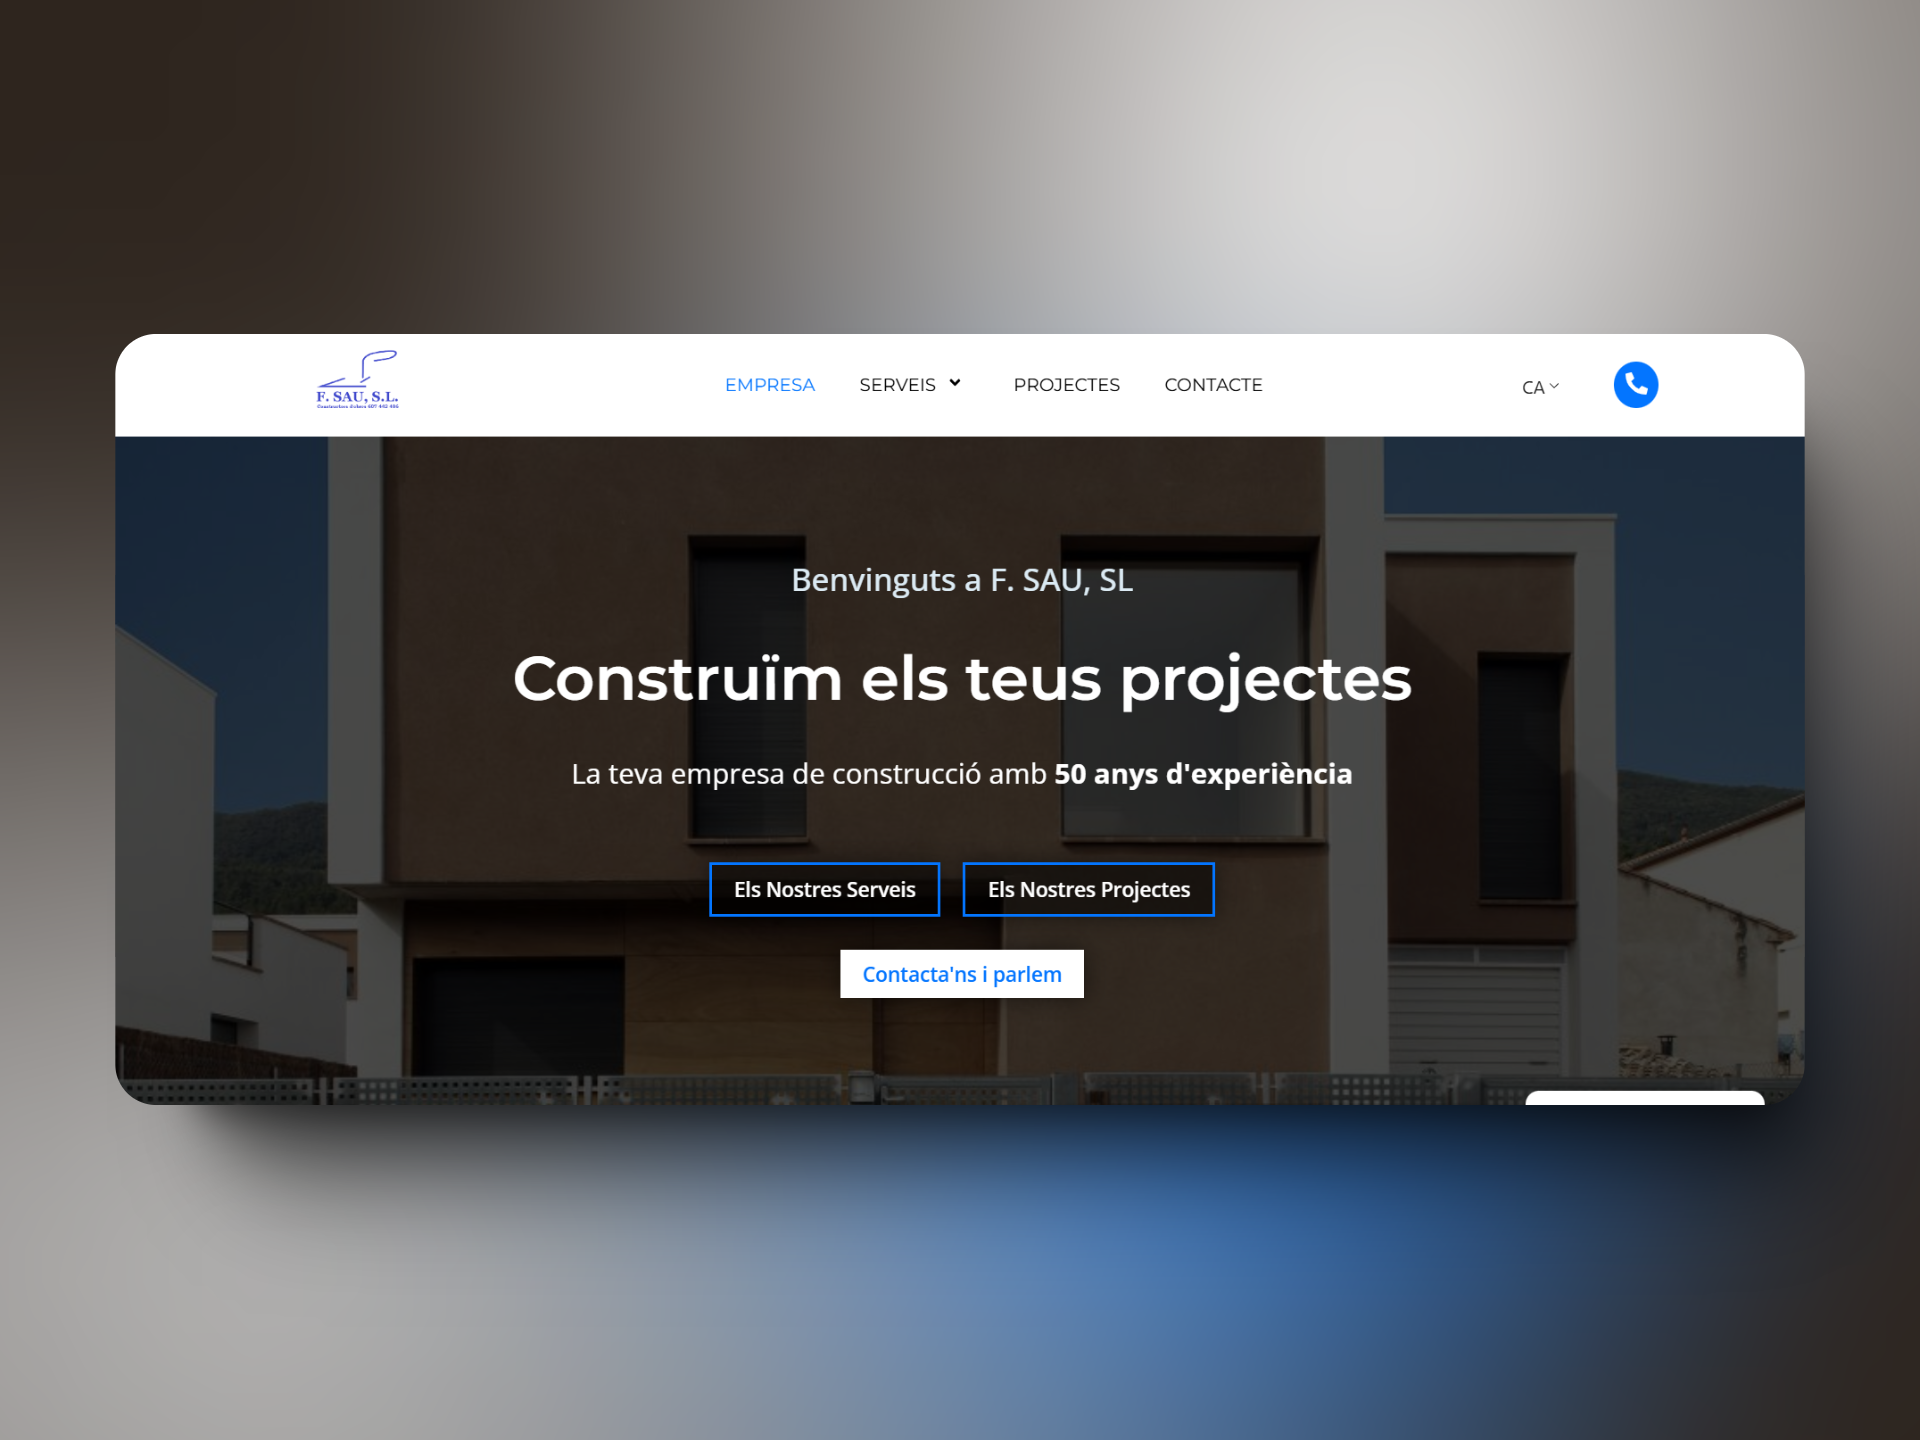 F. SAU, S.L.
EMPRESA
SERVEIS
PROJECTES
CONTACTE
CA
Benvinguts a F. SAU, SL
Construïm els teus projectes
La teva empresa de construcció amb 50 anys d'experiència
Els Nostres Serveis
Els Nostres Projectes
Contacta'ns i parlem